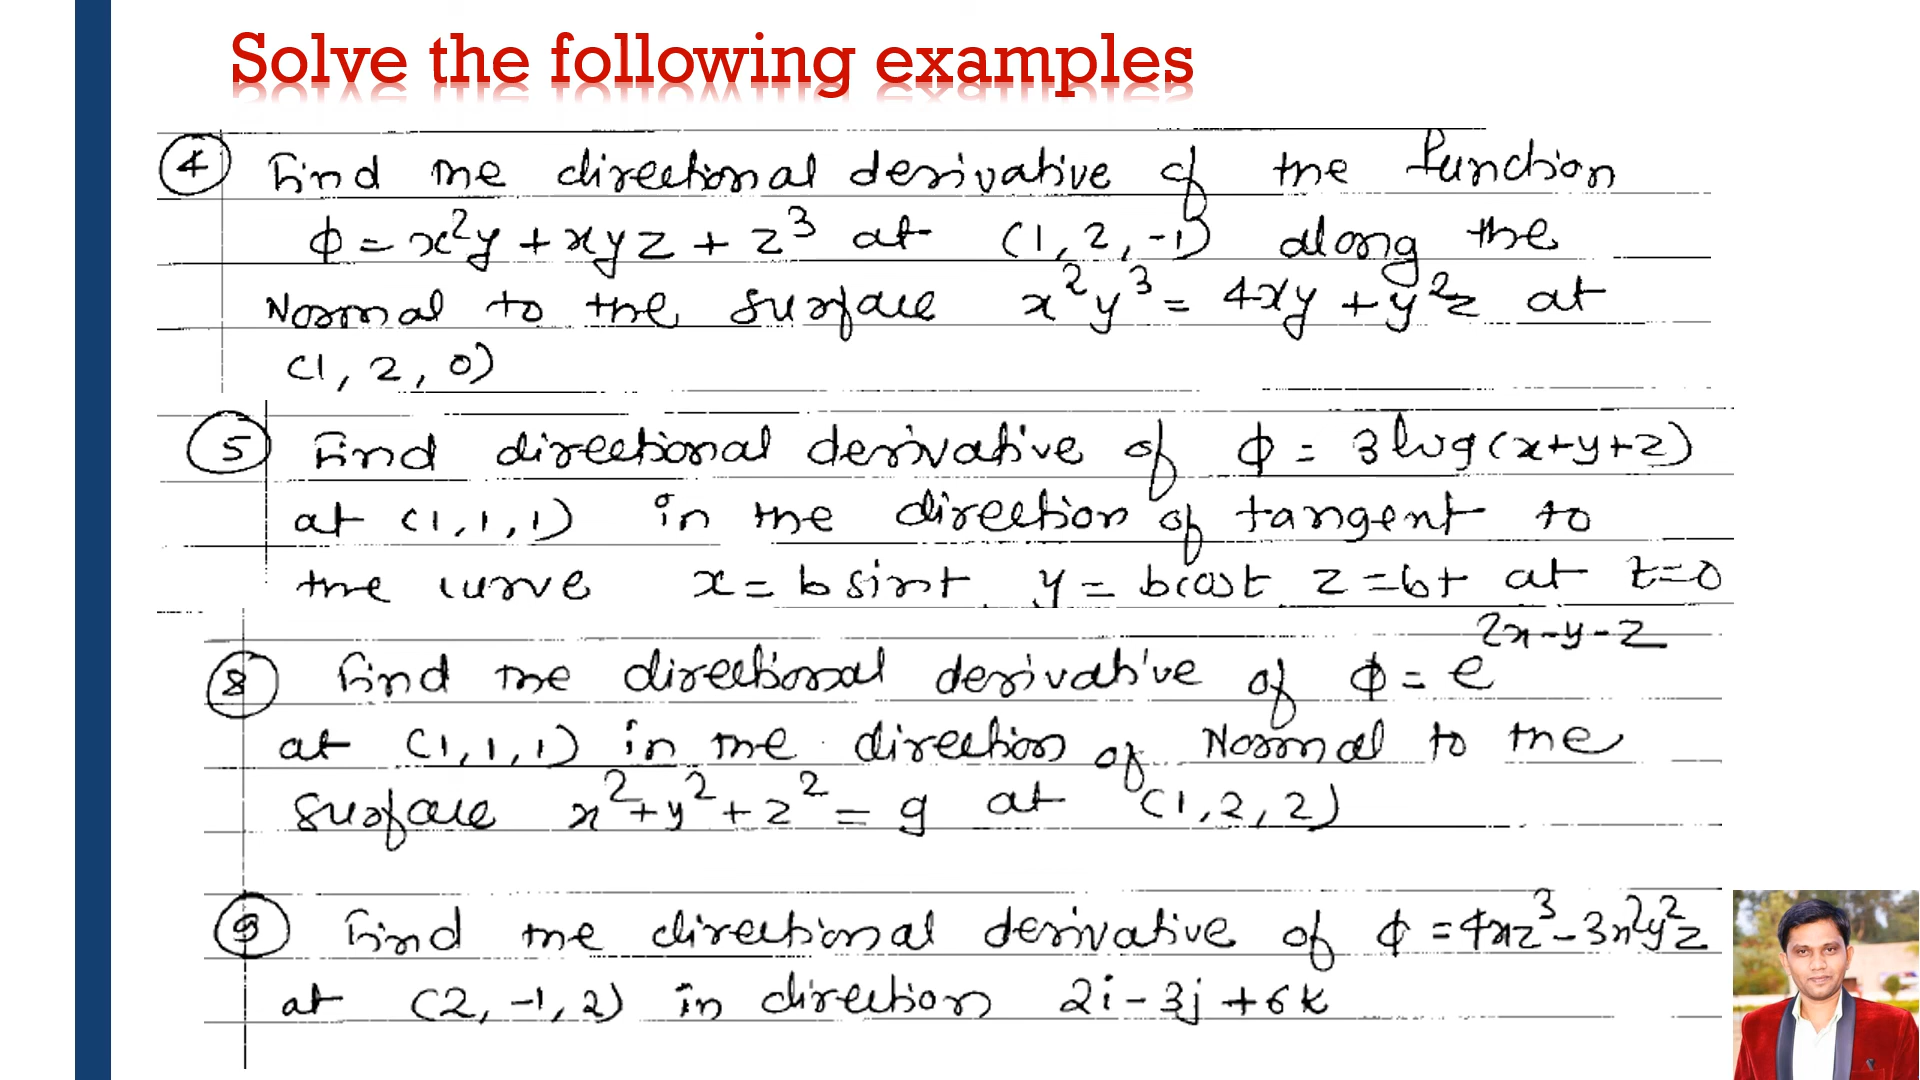 Solve the following examples
④ Find the directional derivative of the function
ϕ = x²y + xyz + z³ at (1, 2, -1) along the
Normal to the surface x²y³ = 4xy + y²z at
(1, 2, 0)
⑤ Find directional derivative of ϕ = 3 log(x+y+z)
at (1, 1, 1) in the direction of tangent to
the curve x = b sint y = b cost z = bt at t=0
⑧ Find the directional derivative of ϕ = e^{2x-y-z}
at (1, 1, 1) in the direction of Normal to the
surface x² + y² + z² = 9 at (1, 2, 2)
⑨ Find the directional derivative of ϕ = 4xz³ - 3x²y²z
at (2, -1, 2) in direction 2i - 3j + 6k